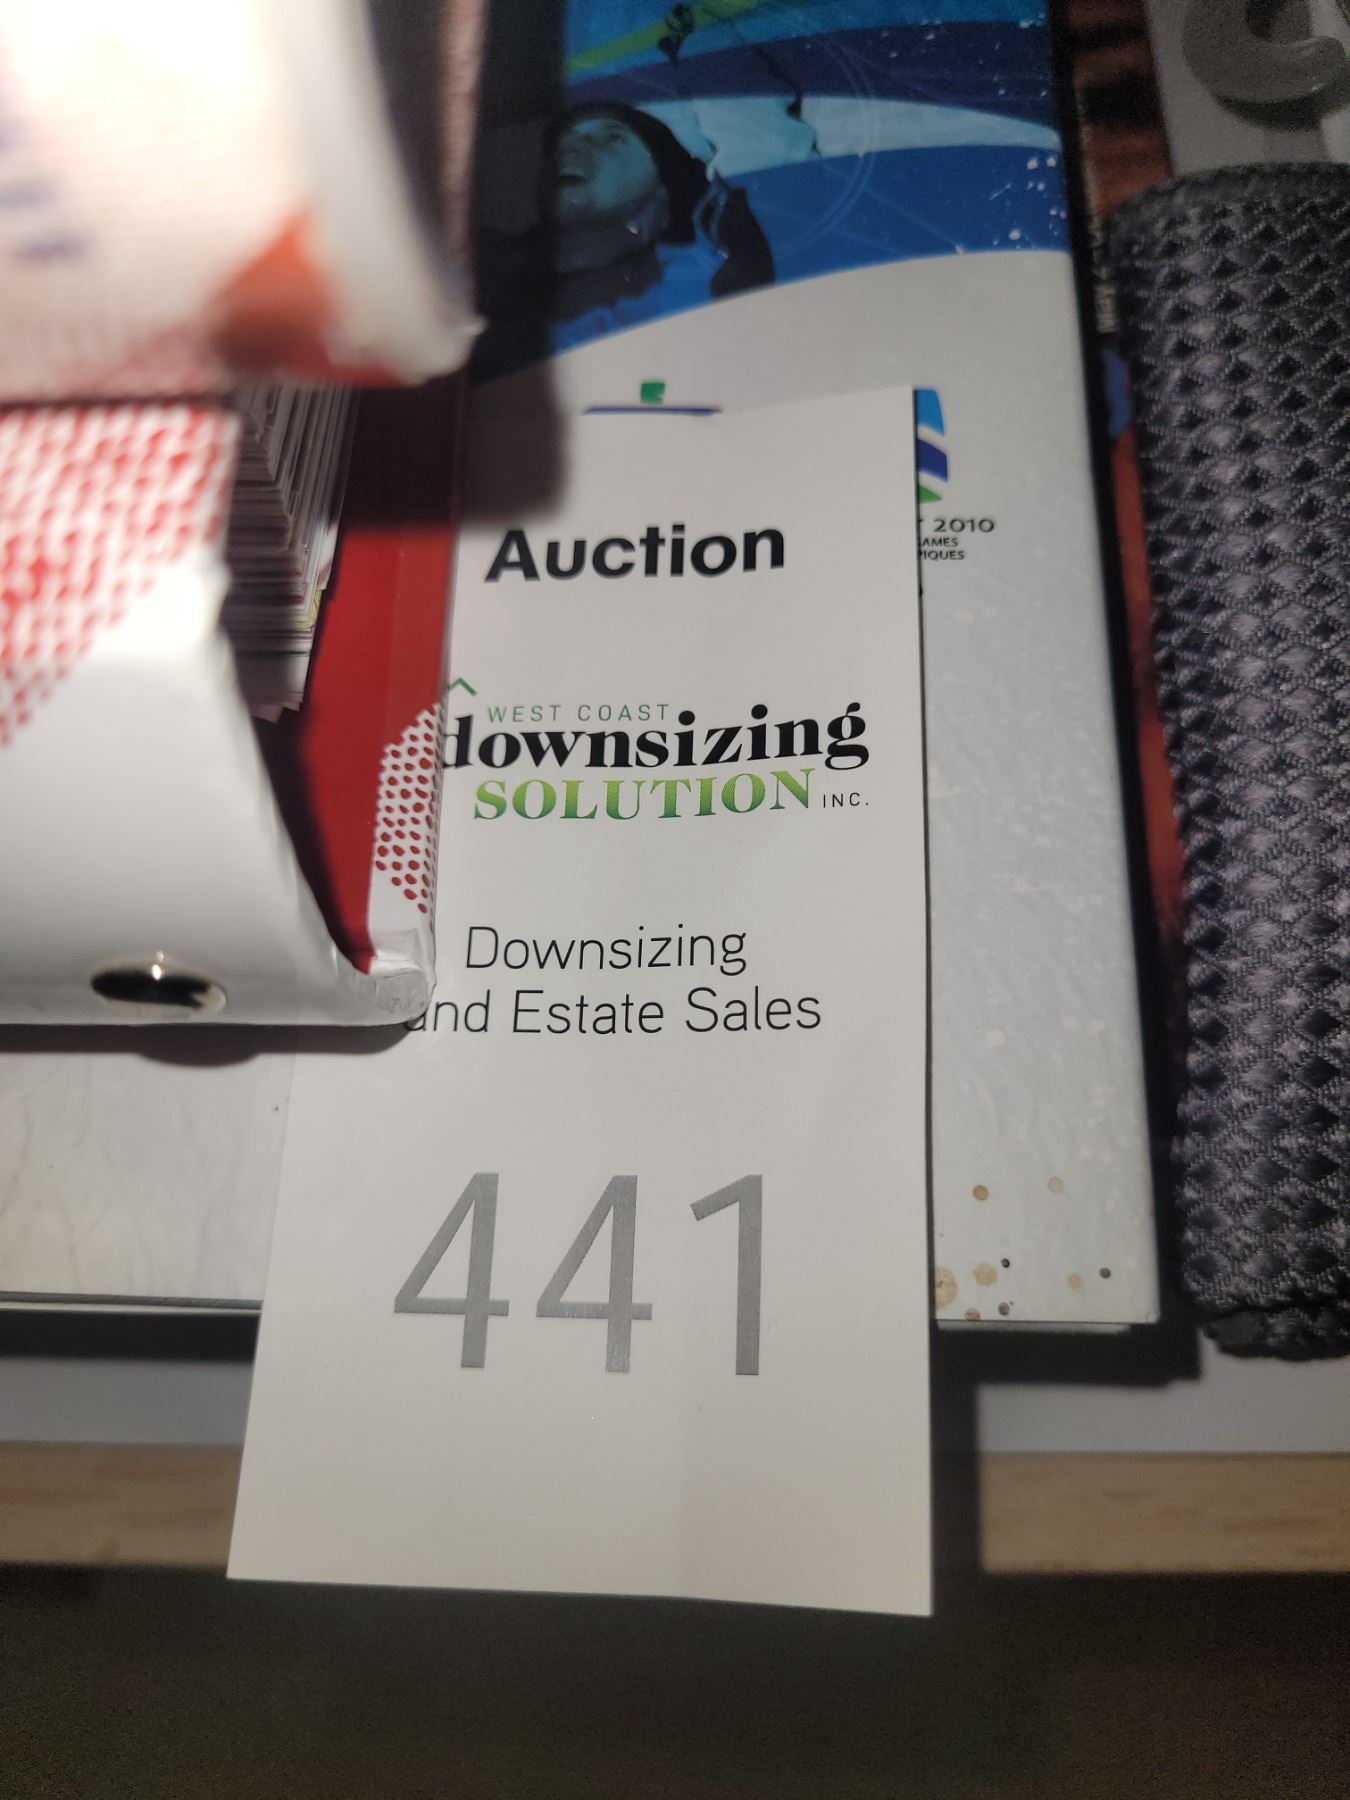 Auction
WEST COAST
downsizing
SOLUTION INC.
Downsizing
and Estate Sales
441
2010